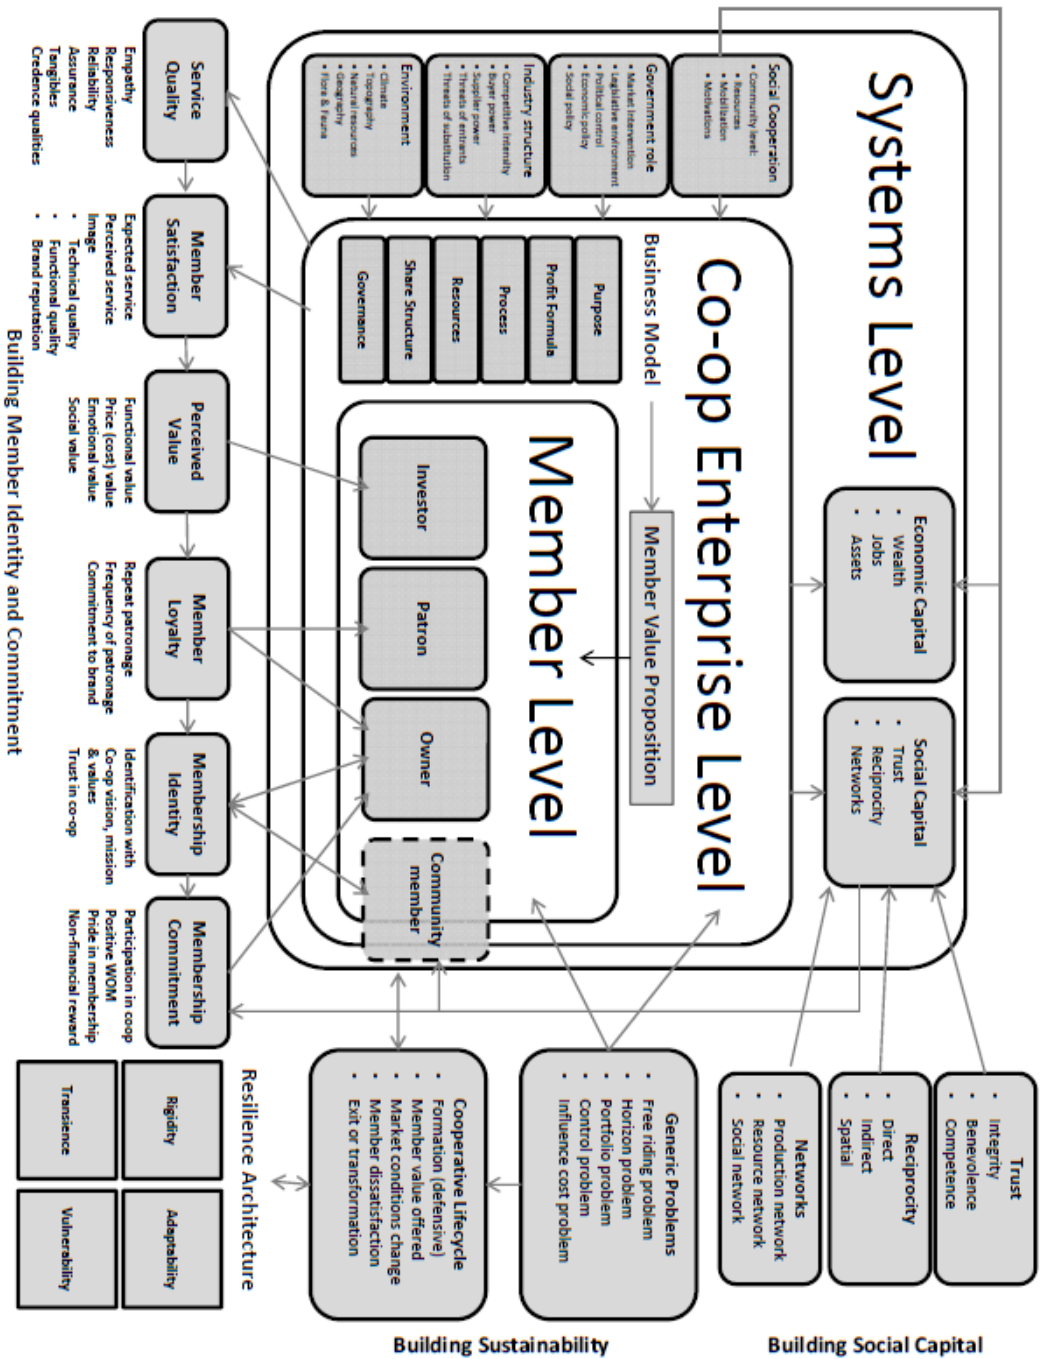 Systems Level
Social Cooperation
• Community level:
• Resources
• Mobilization
• Motivations
Government role
• Market intervention
• Legislative environment
• Political control
• Economic policy
• Social policy
Industry structure
• Competitive intensity
• Buyer power
• Supplier power
• Threats of entrants
• Threats of substitution
Environment
• Climate
• Topography
• Natural resources
• Geography
• Flora & Fauna
Economic Capital
• Wealth
• Jobs
• Assets
Social Capital
• Trust
• Reciprocity
• Networks
Co-op Enterprise Level
Business Model
Purpose
Profit Formula
Process
Resources
Share Structure
Governance
Member Value Proposition
Member Level
Investor
Patron
Owner
Community
member
Trust
• Integrity
• Benevolence
• Competence
Reciprocity
• Direct
• Indirect
• Spatial
Networks
• Production network
• Resource network
• Social network
Building Social Capital
Generic Problems
• Free riding problem
• Horizon problem
• Portfolio problem
• Control problem
• Influence cost problem
Cooperative Lifecycle
• Formation (defensive)
• Member value offered
• Market conditions change
• Member dissatisfaction
• Exit or transformation
Building Sustainability
Resilience Architecture
Rigidity
Adaptability
Transience
Vulnerability
Service
Quality
Empathy
Responsiveness
Reliability
Assurance
Tangibles
Credence qualities
Member
Satisfaction
Expected service
Perceived service
Image
• Technical quality
• Functional quality
• Brand reputation
Perceived
Value
Functional value
Price (cost) value
Emotional value
Social value
Member
Loyalty
Repeat patronage
Frequency of patronage
Commitment to brand
Membership
Identity
Identification with
Co-op vision, mission
& values
Trust in co-op
Membership
Commitment
Participation in coop
Positive WOM
Pride in membership
Non-financial reward
Building Member Identity and Commitment